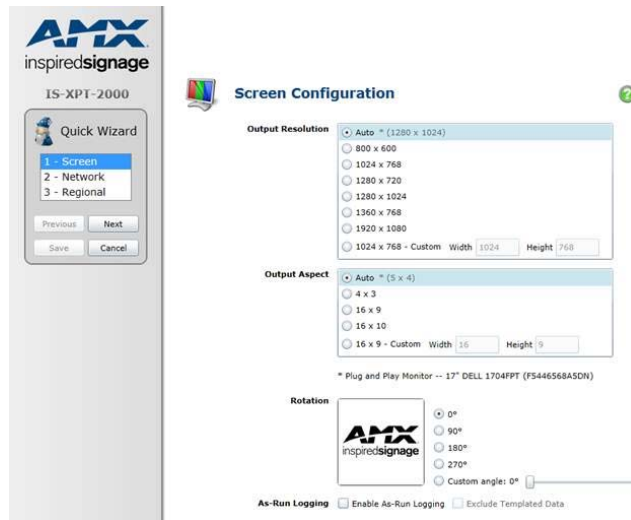 AMX
inspiredsignage
IS-XPT-2000
Quick Wizard
1 - Screen
2 - Network
3 - Regional
Previous Next
Save Cancel
Screen Configuration ?
Output Resolution
Auto * (1280 x 1024)
800 x 600
1024 x 768
1280 x 720
1280 x 1024
1360 x 768
1920 x 1080
1024 x 768 - Custom Width 1024 Height 768
Output Aspect
Auto * (5 x 4)
4 x 3
16 x 9
16 x 10
16 x 9 - Custom Width 16 Height 9
* Plug and Play Monitor -- 17" DELL 1704FPT (F5446568A5DN)
Rotation
AMX
inspiredsignage
0°
90°
180°
270°
Custom angle: 0°
As-Run Logging Enable As-Run Logging Exclude Templated Data